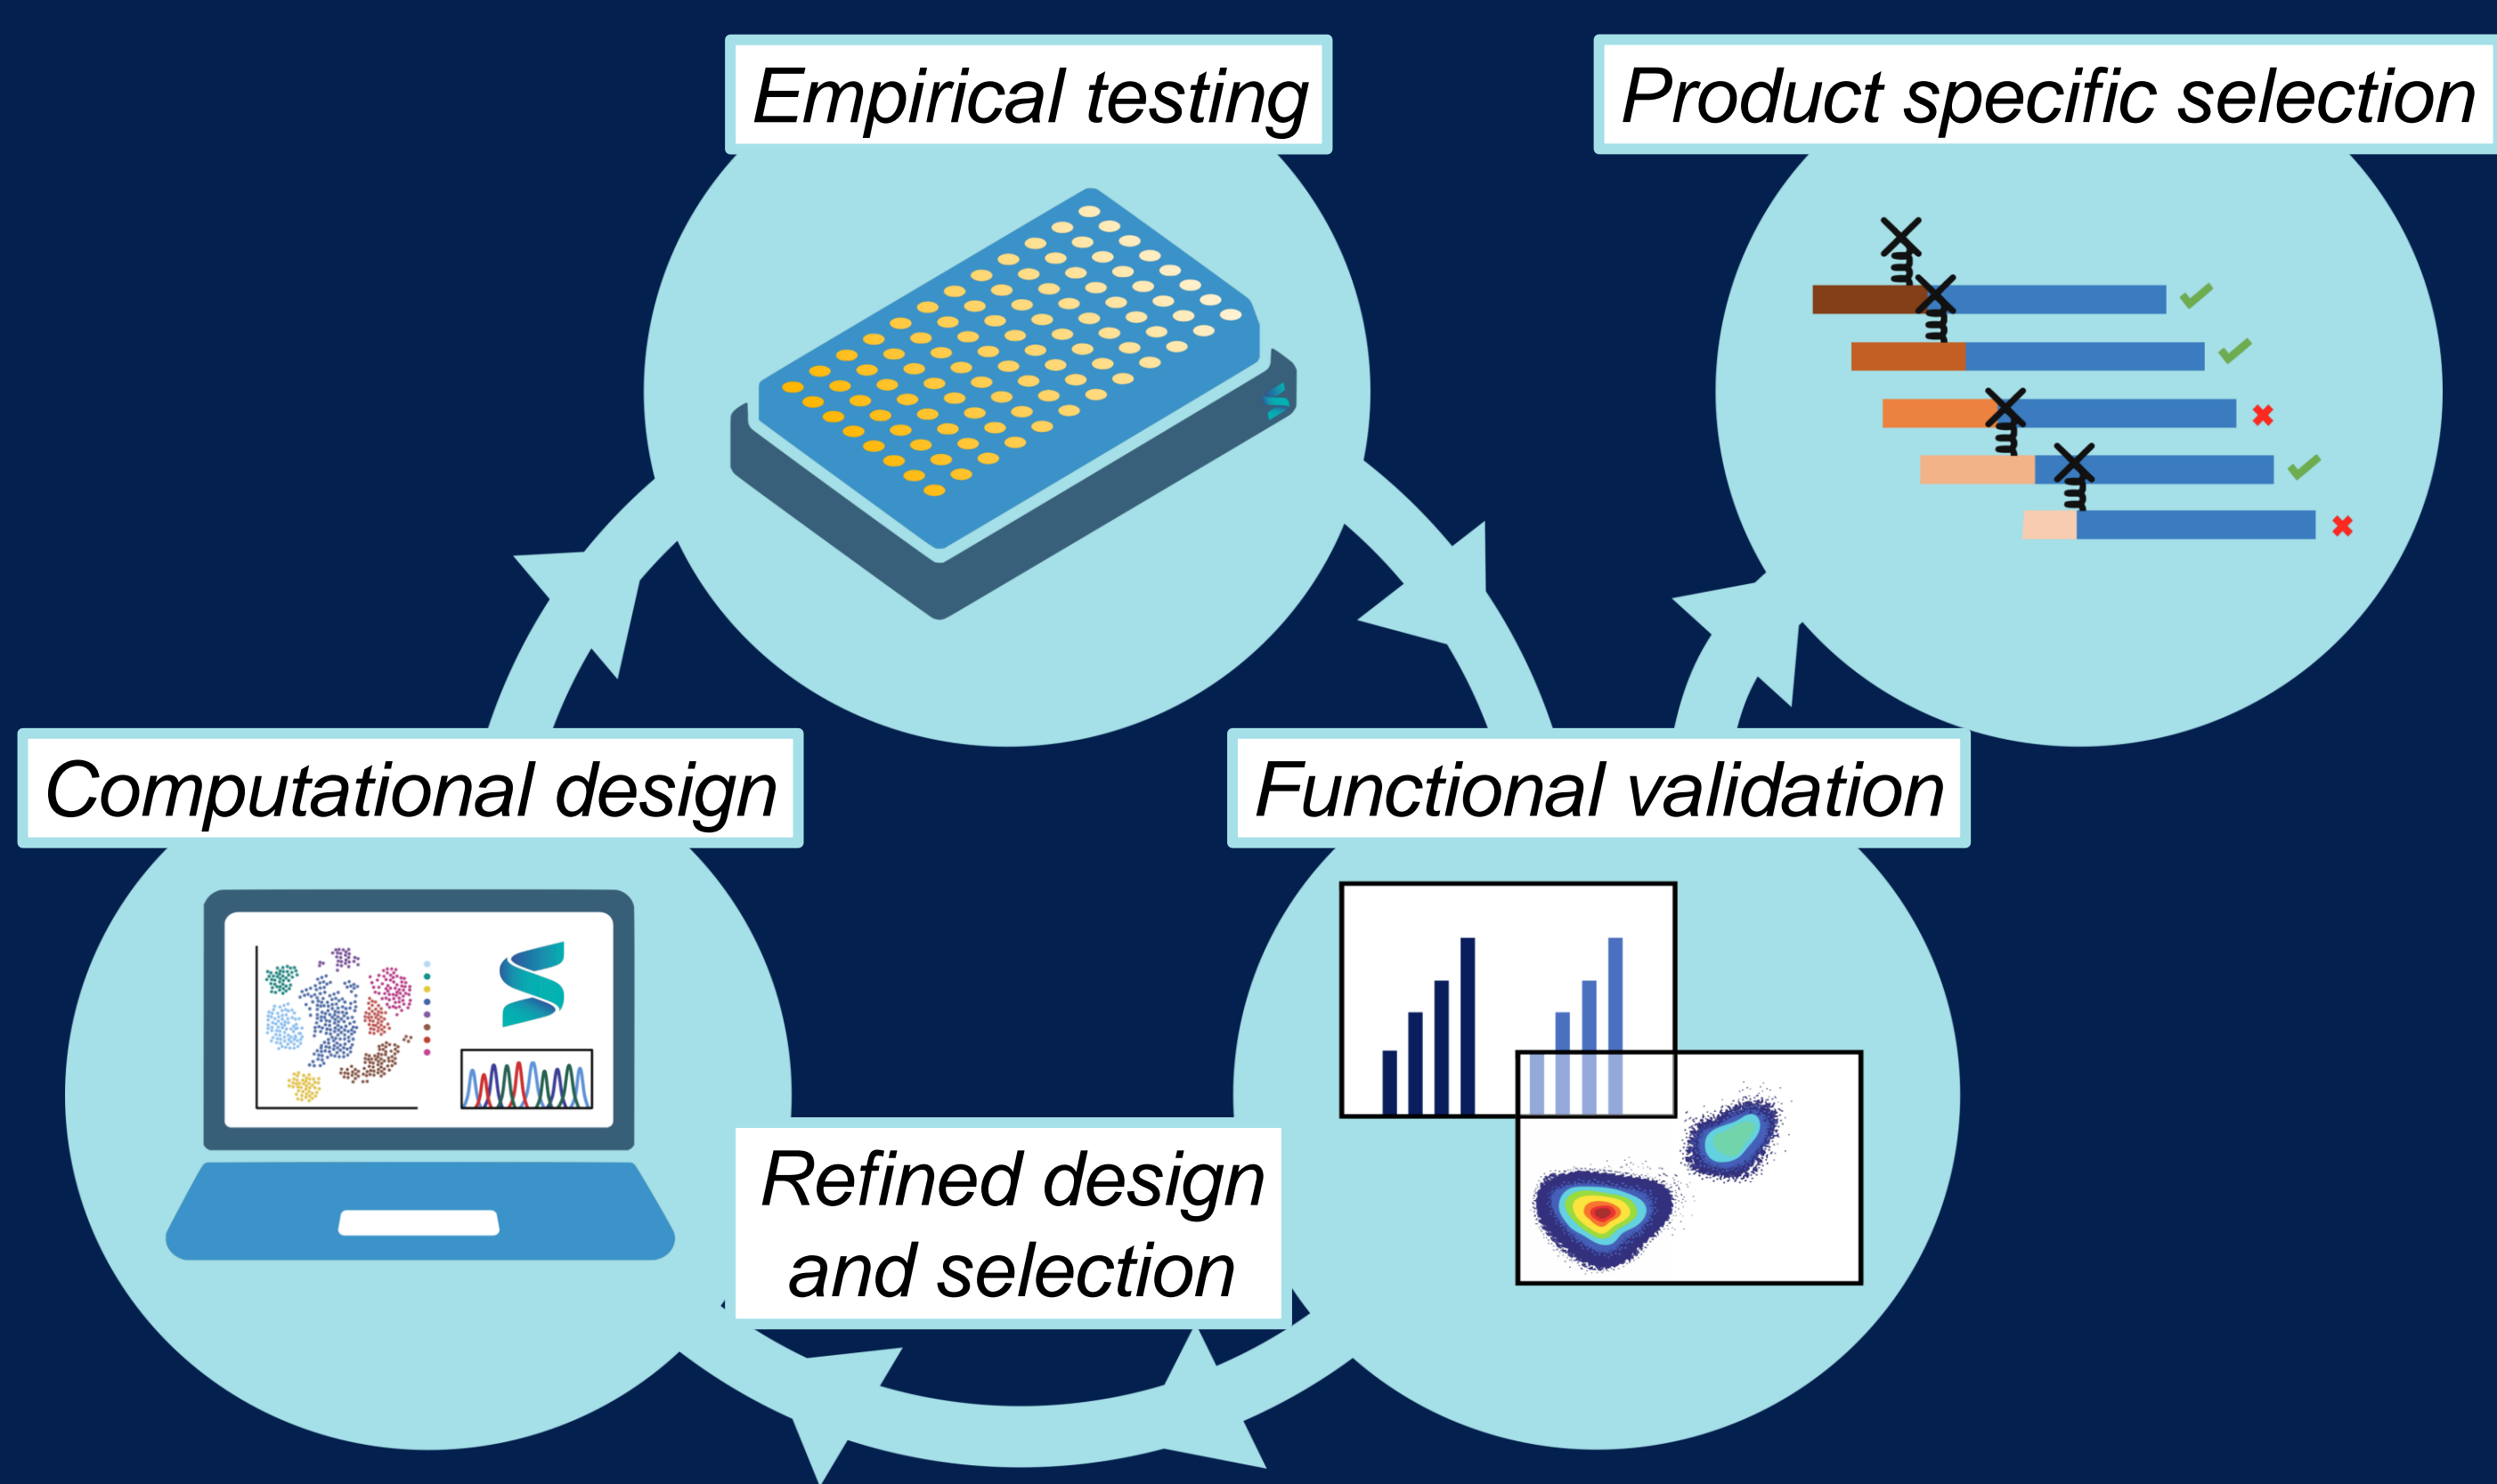 Empirical testing
Product specific selection
Computational design
Functional validation
Refined design
and selection